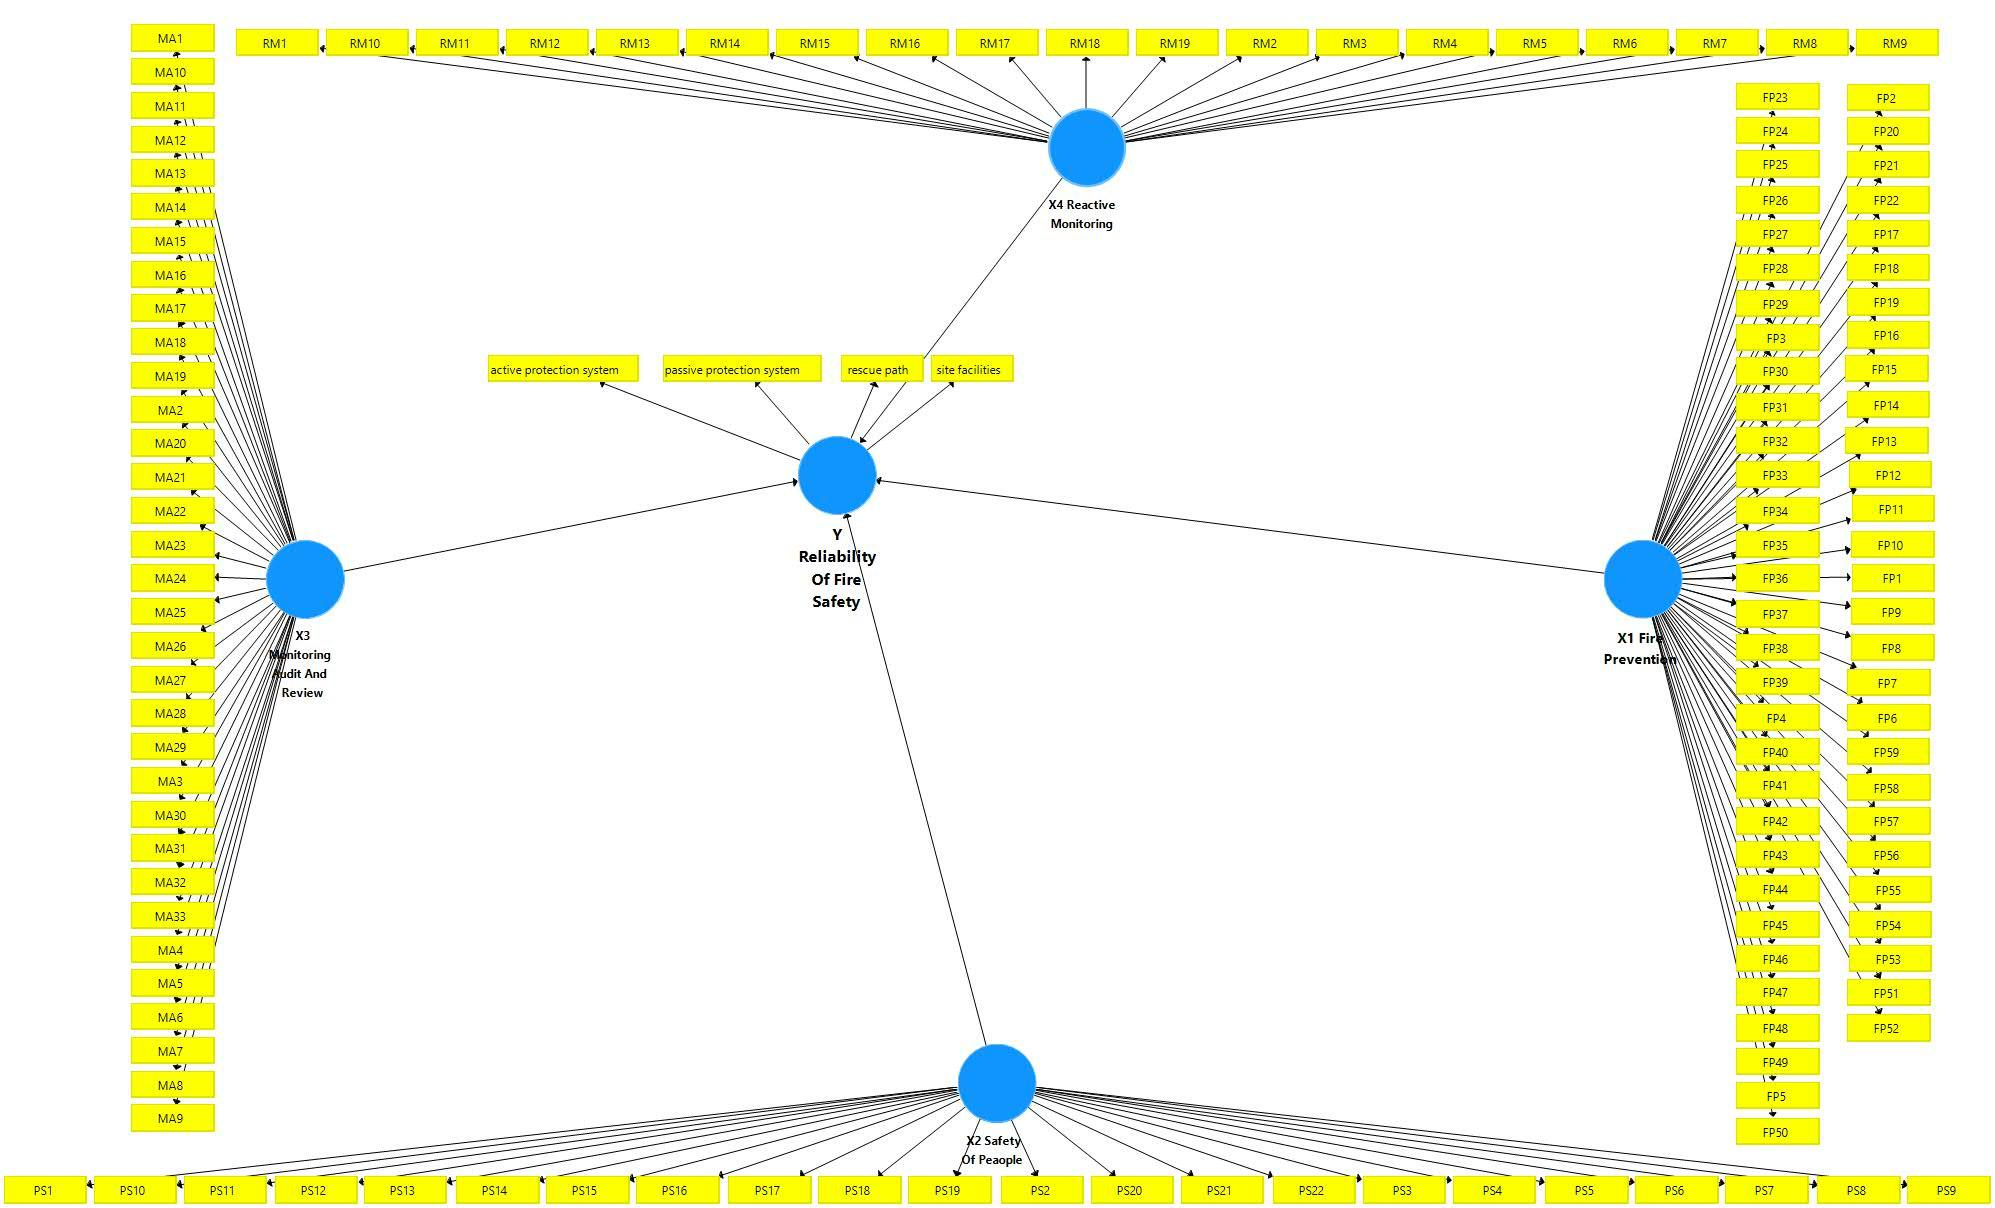 MA1
RM1
RM10
RM11
RM12
RM13
RM14
RM15
RM16
RM17
RM18
RM19
RM2
RM3
RM4
RM5
RM6
RM7
RM8
RM9
MA10
MA11
MA12
MA13
MA14
MA15
MA16
MA17
MA18
MA19
MA2
MA20
MA21
MA22
MA23
MA24
MA25
MA26
MA27
MA28
MA29
MA3
MA30
MA31
MA32
MA33
MA4
MA5
MA6
MA7
MA8
MA9
X4 Reactive
Monitoring
active protection system
passive protection system
rescue path
site facilities
Y
Reliability
Of Fire
Safety
X3
Monitoring
Audit And
Review
X1 Fire
Prevention
FP23
FP24
FP25
FP26
FP27
FP28
FP29
FP3
FP30
FP31
FP32
FP33
FP34
FP35
FP36
FP37
FP38
FP39
FP4
FP40
FP41
FP42
FP43
FP44
FP45
FP46
FP47
FP48
FP49
FP5
FP50
FP2
FP20
FP21
FP22
FP17
FP18
FP19
FP16
FP15
FP14
FP13
FP12
FP11
FP10
FP1
FP9
FP8
FP7
FP6
FP59
FP58
FP57
FP56
FP55
FP54
FP53
FP51
FP52
X2 Safety
Of Peaople
PS1
PS10
PS11
PS12
PS13
PS14
PS15
PS16
PS17
PS18
PS19
PS2
PS20
PS21
PS22
PS3
PS4
PS5
PS6
PS7
PS8
PS9